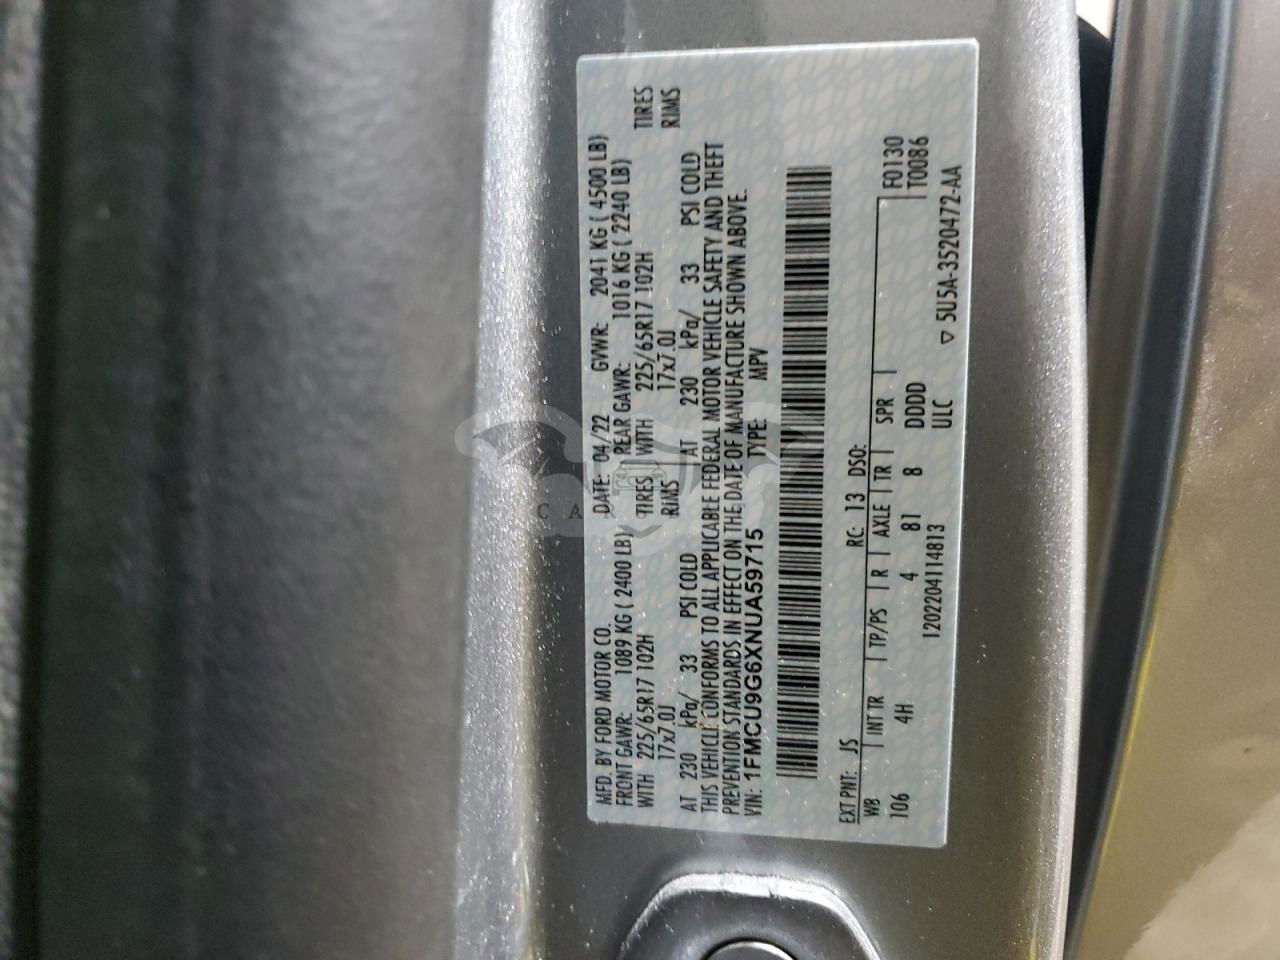 MFD. BY FORD MOTOR CO. DATE: 04/22 GVWR: 2041 KG ( 4500 LB)
FRONT GAWR: 1089 KG ( 2400 LB) REAR GAWR: 1016 KG ( 2240 LB)
WITH 225/65R17 102H TIRES WITH 225/65R17 102H TIRES
17x7.0J RIMS 17x7.0J RIMS
AT 230 kPa/ 33 PSI COLD AT 230 kPa/ 33 PSI COLD
THIS VEHICLE CONFORMS TO ALL APPLICABLE FEDERAL MOTOR VEHICLE SAFETY AND THEFT
PREVENTION STANDARDS IN EFFECT ON THE DATE OF MANUFACTURE SHOWN ABOVE.
VIN: 1FMCU9G6XNUA59715 TYPE: MPV
EXT PNT: JS RC: 13 DSO: F0130
WB INT TR TP/PS R AXLE TR SPR T0086
106 4H 4 81 8 DDDD
1202204114813 ULC ▽ 5U5A-3520472-AA